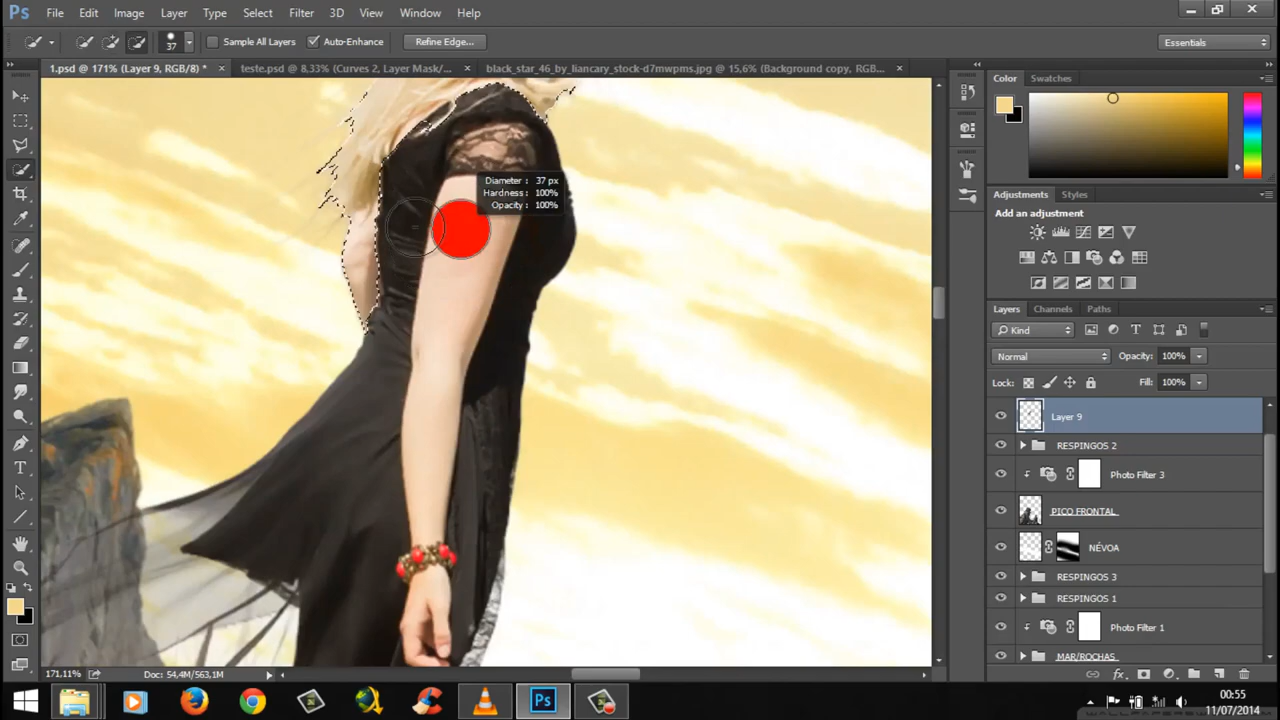 Ps File Edit Image Layer Type Select Filter 3D View Window Help
37 Sample All Layers Auto-Enhance Refine Edge... Essentials
1.psd @ 171% (Layer 9, RGB/8) * teste.psd @ 8,33% (Curves 2, Layer Mask/... black_star_46_by_liancary_stock-d7mwpms.jpg @ 15,6% (Background copy, RGB...
Color Swatches
Diameter : 37 px
Hardness : 100%
Opacity : 100%
Adjustments Styles
Add an adjustment
Layers Channels Paths
Kind
Normal Opacity: 100%
Lock: Fill: 100%
Layer 9
RESPINGOS 2
Photo Filter 3
PICO FRONTAL
NÉVOA
RESPINGOS 3
RESPINGOS 1
Photo Filter 1
MAR/ROCHAS
171,11% Doc: 54,4M/563,1M
Ps
00:55
11/07/2014